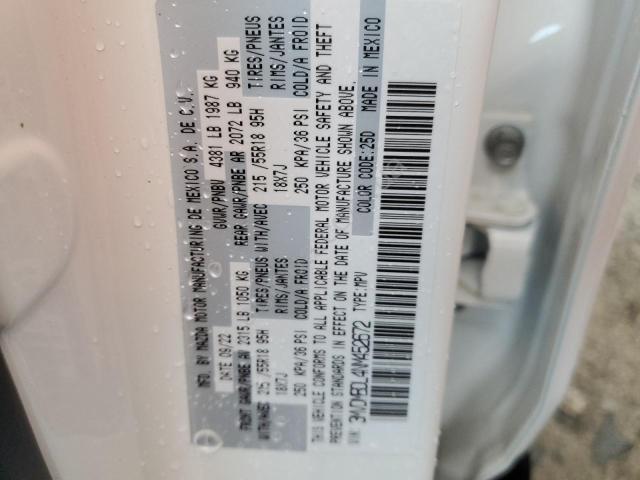 MFD. BY MAZDA MOTOR MANUFACTURING DE MEXICO S.A. DE C.V.
DATE 09/22 GVWR/PNBV 4381 LB 1987 KG
FRONT GAWR/PNBE AV 2315 LB 1050 KG REAR GAWR/PNBE AR 2072 LB 940 KG
WITH/AVEC 215/55R18 95H TIRES/PNEUS WITH/AVEC 215/55R18 95H TIRES/PNEUS
18X7J RIMS/JANTES 18X7J RIMS/JANTES
250 KPA/36 PSI COLD/A FROID 250 KPA/36 PSI COLD/A FROID
THIS VEHICLE CONFORMS TO ALL APPLICABLE FEDERAL MOTOR VEHICLE SAFETY AND THEFT
PREVENTION STANDARDS IN EFFECT ON THE DATE OF MANUFACTURE SHOWN ABOVE.
VIN: TYPE:MPV COLOR CODE:25D MADE IN MEXICO